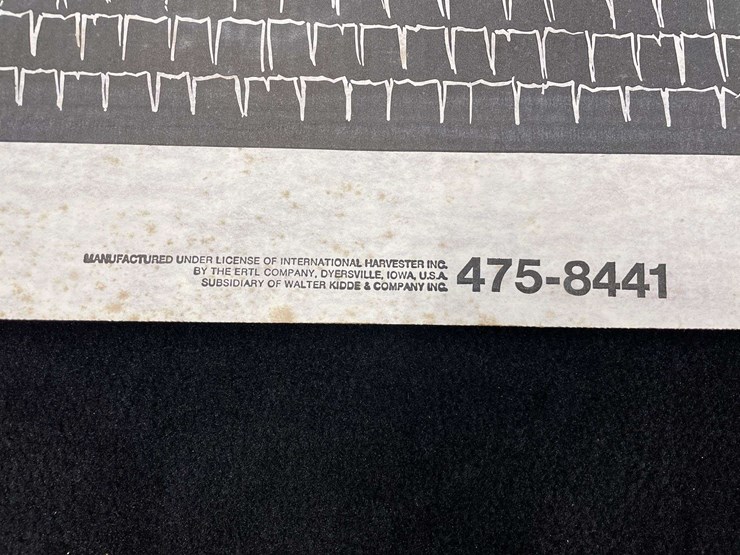 MANUFACTURED UNDER LICENSE OF INTERNATIONAL HARVESTER INC.
BY THE ERTL COMPANY, DYERSVILLE, IOWA, U.S.A.
SUBSIDIARY OF WALTER KIDDE & COMPANY INC.
475-8441